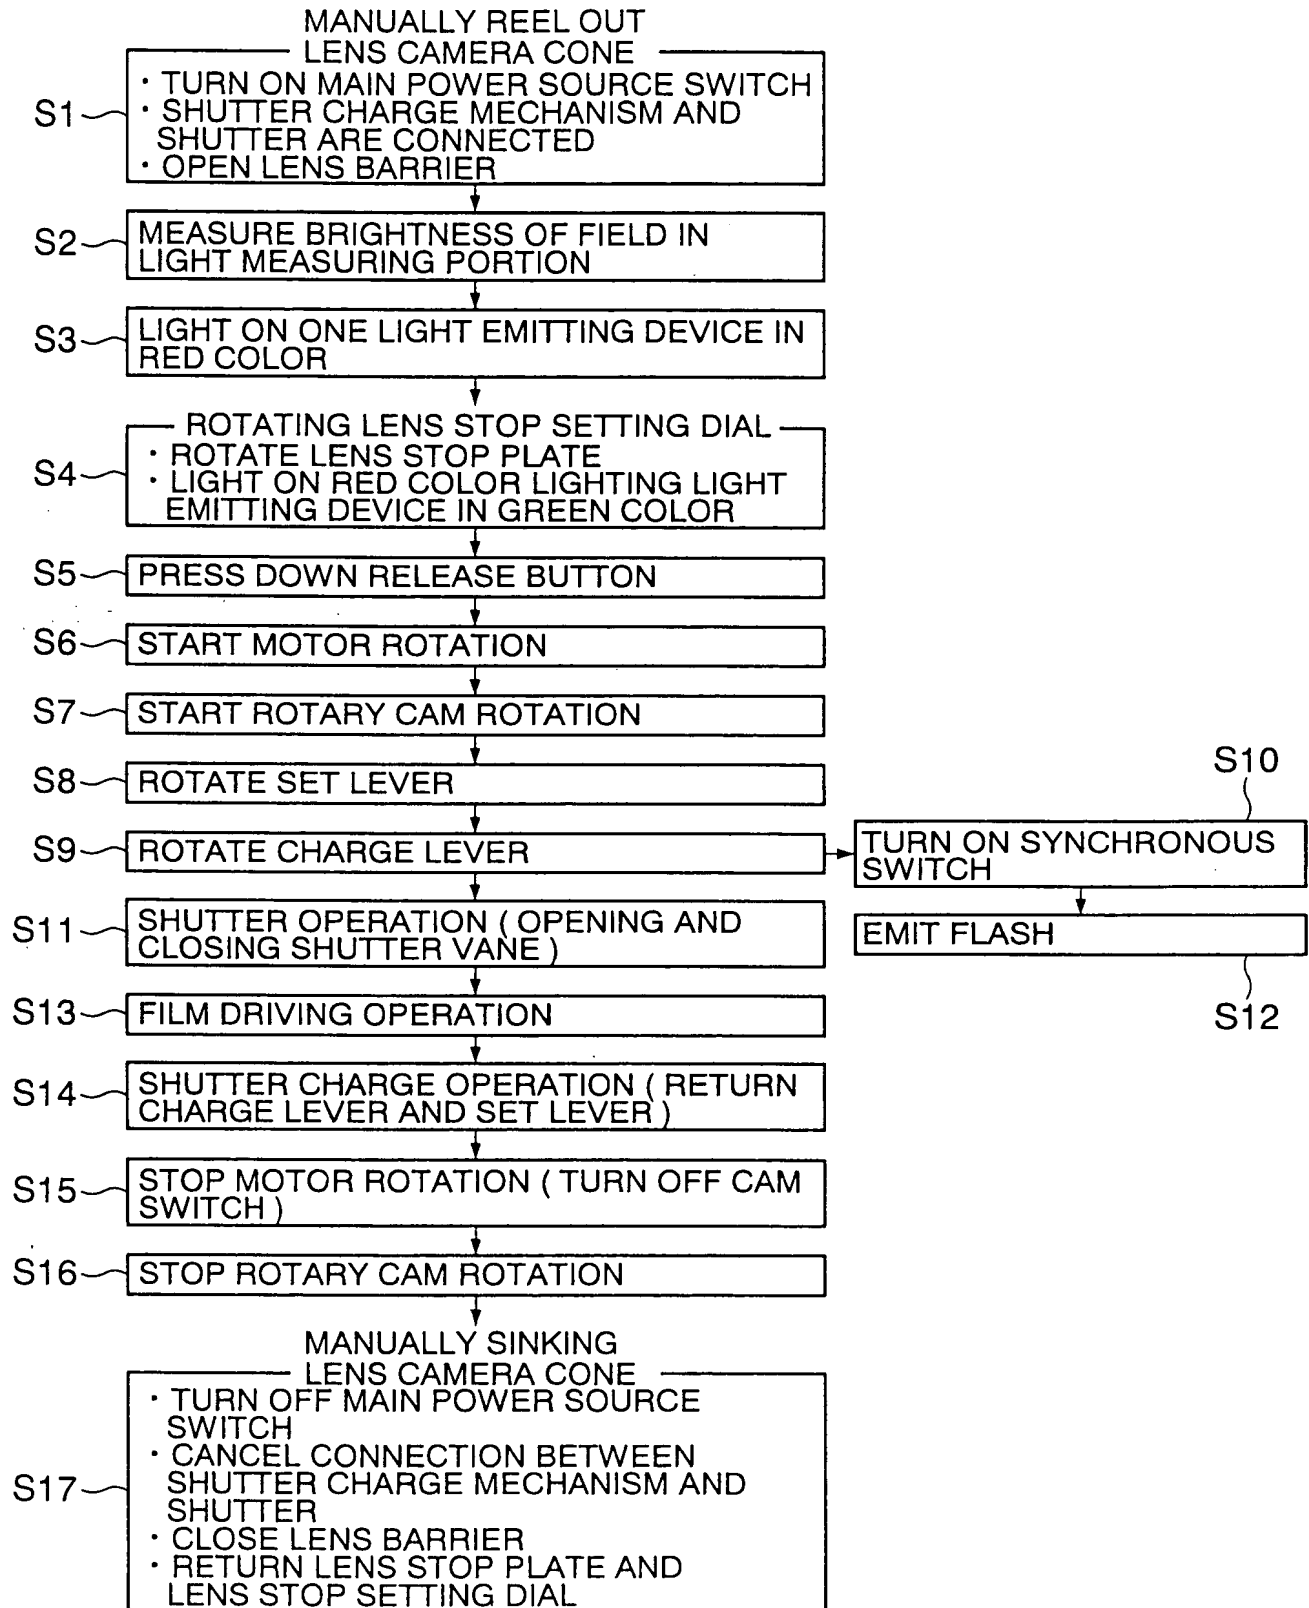 MANUALLY REEL OUT
LENS CAMERA CONE
S1
· TURN ON MAIN POWER SOURCE SWITCH
· SHUTTER CHARGE MECHANISM AND
SHUTTER ARE CONNECTED
· OPEN LENS BARRIER
S2
MEASURE BRIGHTNESS OF FIELD IN
LIGHT MEASURING PORTION
S3
LIGHT ON ONE LIGHT EMITTING DEVICE IN
RED COLOR
ROTATING LENS STOP SETTING DIAL
S4
· ROTATE LENS STOP PLATE
· LIGHT ON RED COLOR LIGHTING LIGHT
EMITTING DEVICE IN GREEN COLOR
S5
PRESS DOWN RELEASE BUTTON
S6
START MOTOR ROTATION
S7
START ROTARY CAM ROTATION
S8
ROTATE SET LEVER
S9
ROTATE CHARGE LEVER
S10
TURN ON SYNCHRONOUS
SWITCH
S11
SHUTTER OPERATION ( OPENING AND
CLOSING SHUTTER VANE )
EMIT FLASH
S12
S13
FILM DRIVING OPERATION
S14
SHUTTER CHARGE OPERATION ( RETURN
CHARGE LEVER AND SET LEVER )
S15
STOP MOTOR ROTATION ( TURN OFF CAM
SWITCH )
S16
STOP ROTARY CAM ROTATION
MANUALLY SINKING
LENS CAMERA CONE
S17
· TURN OFF MAIN POWER SOURCE
SWITCH
· CANCEL CONNECTION BETWEEN
SHUTTER CHARGE MECHANISM AND
SHUTTER
· CLOSE LENS BARRIER
· RETURN LENS STOP PLATE AND
LENS STOP SETTING DIAL